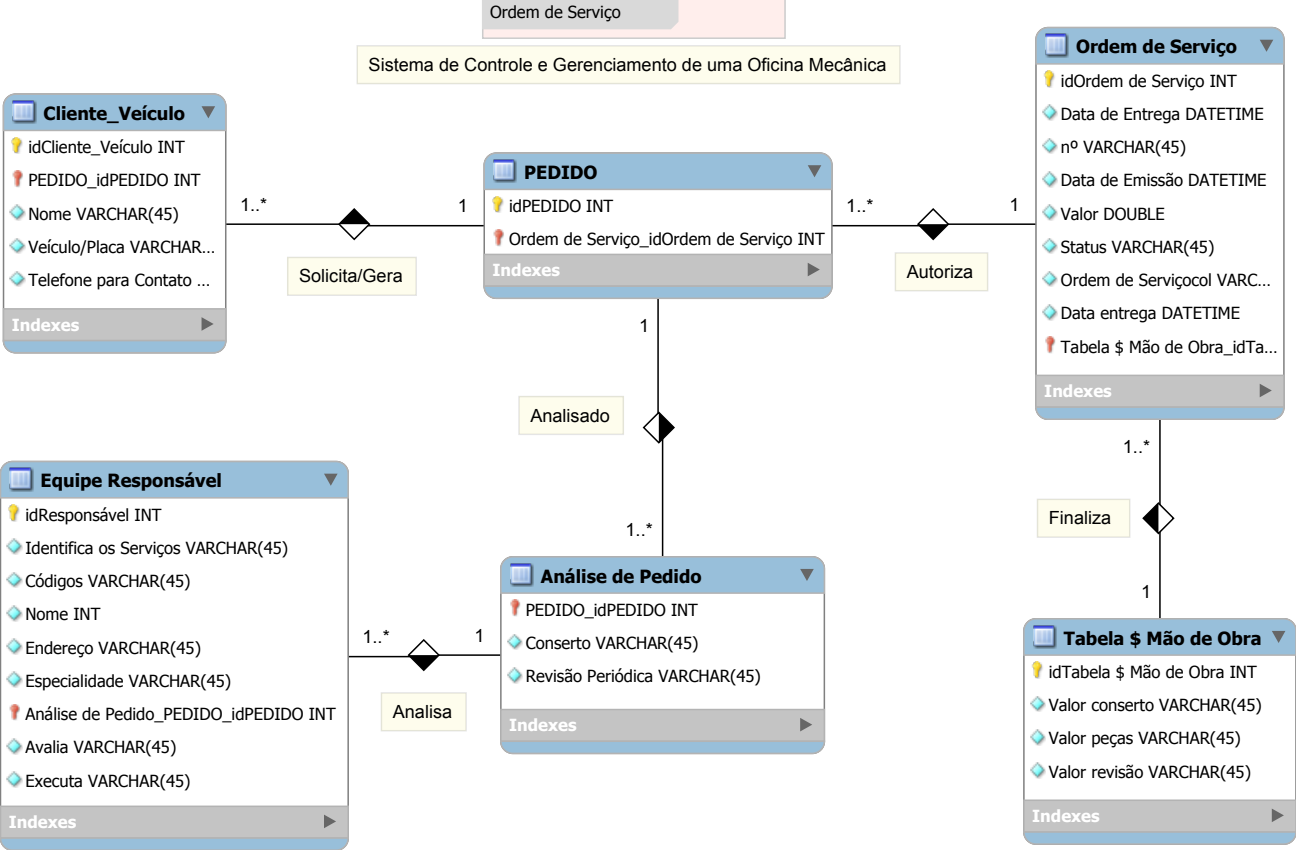 Ordem de Serviço
Sistema de Controle e Gerenciamento de uma Oficina Mecânica
Cliente_Veículo
idCliente_Veículo INT
PEDIDO_idPEDIDO INT
Nome VARCHAR(45)
Veículo/Placa VARCHAR...
Telefone para Contato ...
Indexes
1..*
1
Solicita/Gera
PEDIDO
idPEDIDO INT
Ordem de Serviço_idOrdem de Serviço INT
Indexes
1..*
1
Autoriza
Ordem de Serviço
idOrdem de Serviço INT
Data de Entrega DATETIME
nº VARCHAR(45)
Data de Emissão DATETIME
Valor DOUBLE
Status VARCHAR(45)
Ordem de Serviçocol VARC...
Data entrega DATETIME
Tabela $ Mão de Obra_idTa...
Indexes
1
Analisado
1..*
1..*
Finaliza
1
Equipe Responsável
idResponsável INT
Identifica os Serviços VARCHAR(45)
Códigos VARCHAR(45)
Nome INT
Endereço VARCHAR(45)
Especialidade VARCHAR(45)
Análise de Pedido_PEDIDO_idPEDIDO INT
Avalia VARCHAR(45)
Executa VARCHAR(45)
Indexes
1..*
1
Analisa
Análise de Pedido
PEDIDO_idPEDIDO INT
Conserto VARCHAR(45)
Revisão Periódica VARCHAR(45)
Indexes
Tabela $ Mão de Obra
idTabela $ Mão de Obra INT
Valor conserto VARCHAR(45)
Valor peças VARCHAR(45)
Valor revisão VARCHAR(45)
Indexes